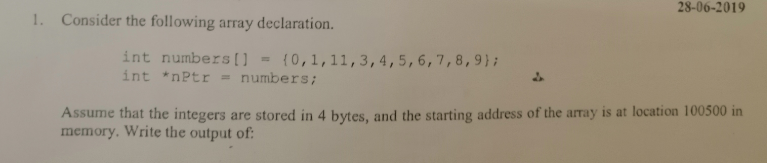 28-06-2019
1. Consider the following array declaration.
int numbers[] = {0,1,11,3,4,5,6,7,8,9};
int *nPtr = numbers;
Assume that the integers are stored in 4 bytes, and the starting address of the array is at location 100500 in
memory. Write the output of: